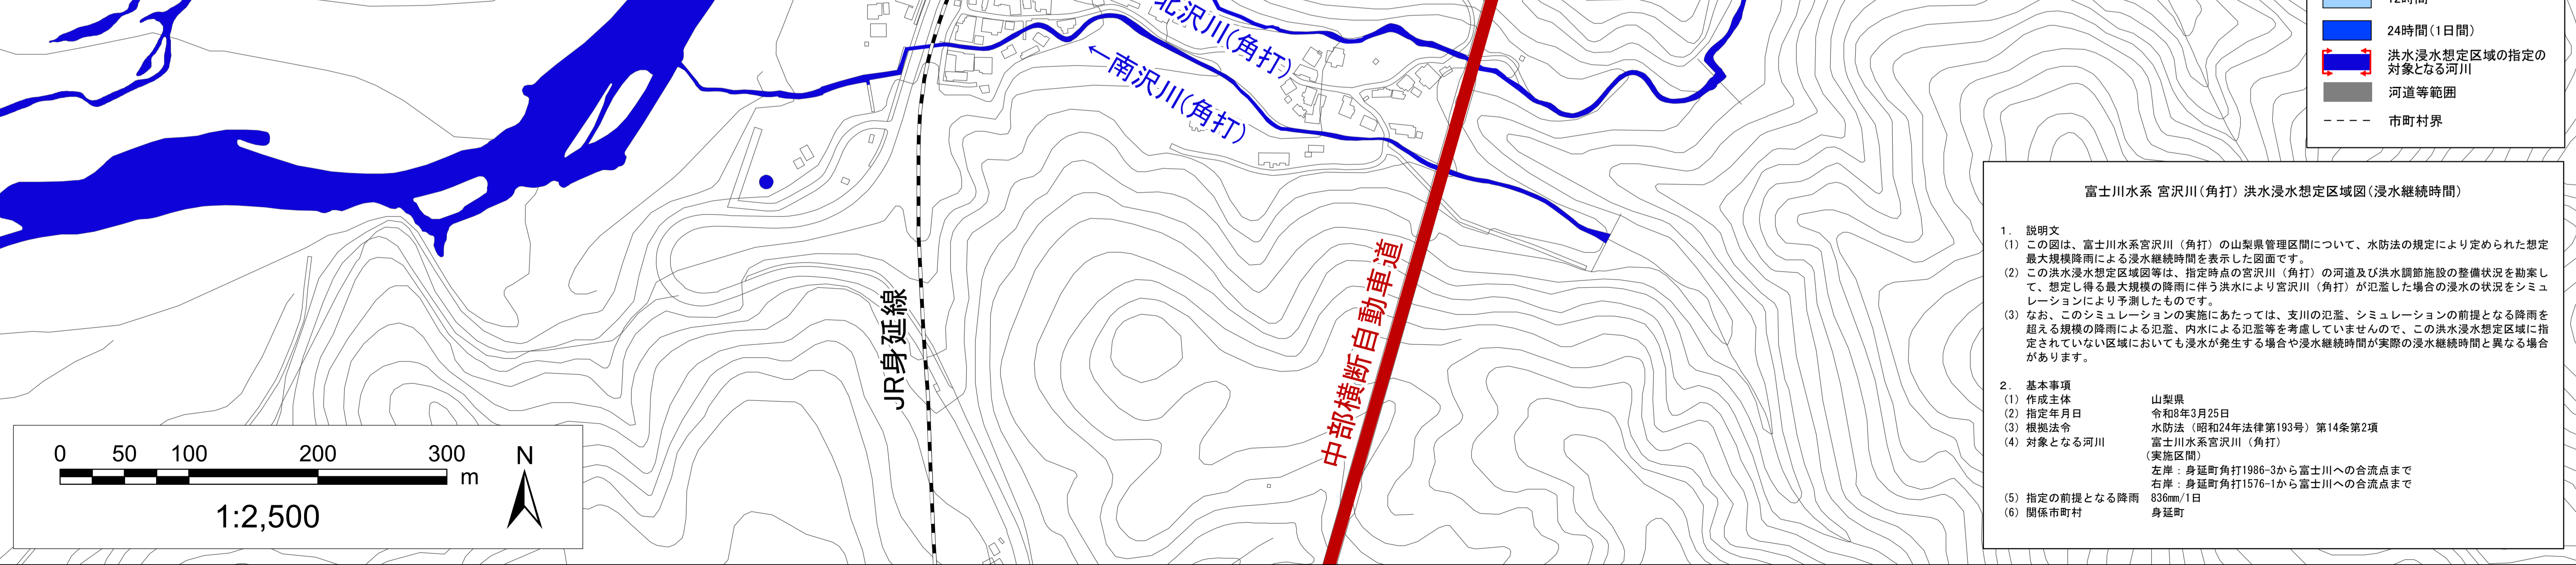 北沢川(角打)
←南沢川(角打)
JR身延線
中部横断自動車道
0 50 100 200 300
m
1:2,500
N
12時間
24時間(1日間)
洪水浸水想定区域の指定の
対象となる河川
河道等範囲
市町村界
富士川水系 宮沢川(角打) 洪水浸水想定区域図(浸水継続時間)
1. 説明文
(1) この図は、富士川水系宮沢川(角打)の山梨県管理区間について、水防法の規定により定められた想定
最大規模降雨による浸水継続時間を表示した図面です。
(2) この洪水浸水想定区域図等は、指定時点の宮沢川(角打)の河道及び洪水調節施設の整備状況を勘案し
て、想定し得る最大規模の降雨に伴う洪水により宮沢川(角打)が氾濫した場合の浸水の状況をシミュ
レーションにより予測したものです。
(3) なお、このシミュレーションの実施にあたっては、支川の氾濫、シミュレーションの前提となる降雨を
超える規模の降雨による氾濫、内水による氾濫等を考慮していませんので、この洪水浸水想定区域に指
定されていない区域においても浸水が発生する場合や浸水継続時間が実際の浸水継続時間と異なる場合
があります。
2. 基本事項
(1) 作成主体 山梨県
(2) 指定年月日 令和8年3月25日
(3) 根拠法令 水防法(昭和24年法律第193号)第14条第2項
(4) 対象となる河川 富士川水系宮沢川(角打)
(実施区間)
左岸:身延町角打1986-3から富士川への合流点まで
右岸:身延町角打1576-1から富士川への合流点まで
(5) 指定の前提となる降雨 836mm/1日
(6) 関係市町村 身延町